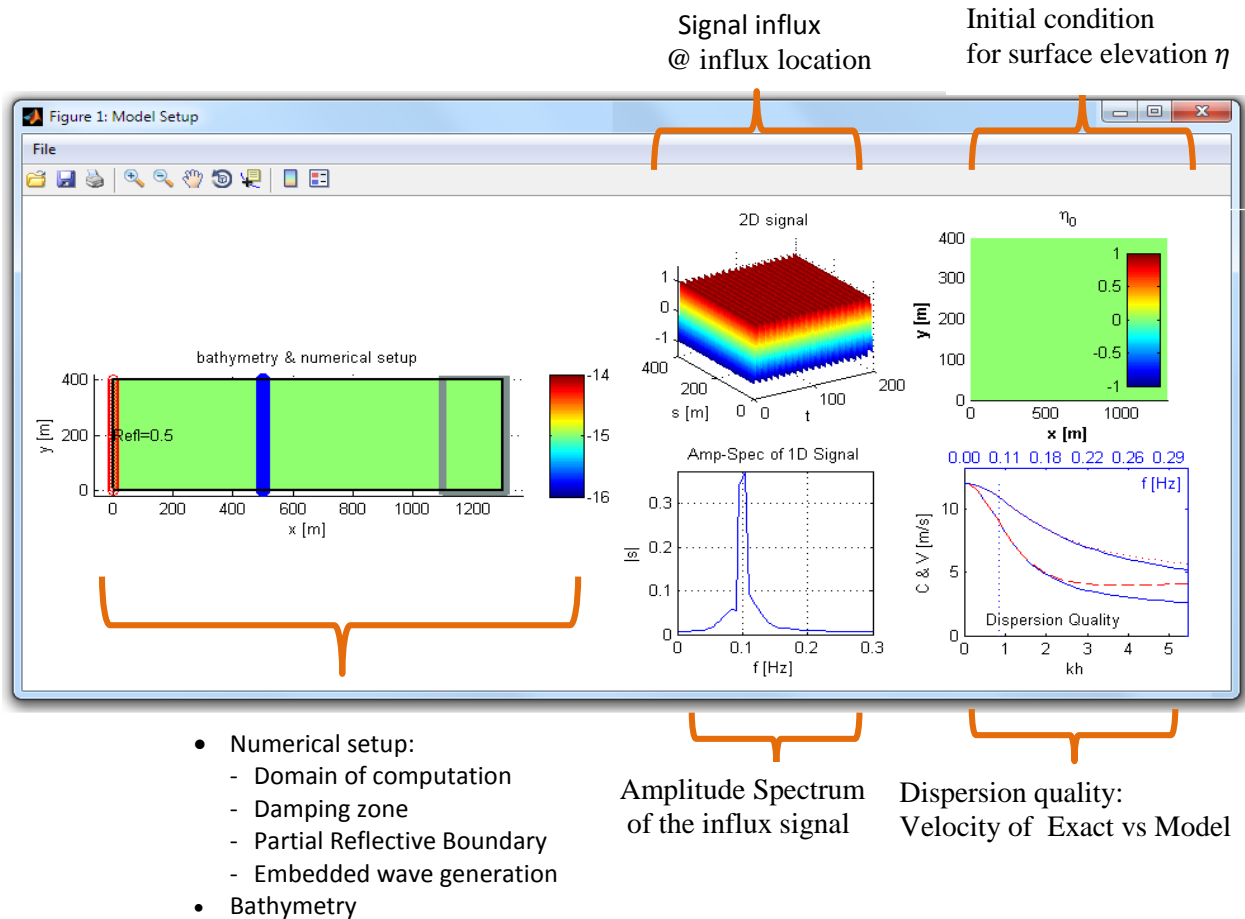 Signal influx
@ influx location
Initial condition
for surface elevation η
Figure 1: Model Setup
File
bathymetry & numerical setup
400
200
0
y [m]
Refl=0.5
0 200 400 600 800 1000 1200
x [m]
-14
-15
-16
2D signal
1
0
-1
400
200
0
s [m]
0
100
200
t
η0
400
300
200
100
0
y [m]
0 500 1000
x [m]
1
0.5
0
-0.5
-1
Amp-Spec of 1D Signal
0.3
0.2
0.1
0
|s|
0 0.1 0.2 0.3
f [Hz]
0.00 0.11 0.18 0.22 0.26 0.29
f [Hz]
10
5
0
C & V [m/s]
Dispersion Quality
0 1 2 3 4 5
kh
• Numerical setup:
- Domain of computation
- Damping zone
- Partial Reflective Boundary
- Embedded wave generation
• Bathymetry
Amplitude Spectrum
of the influx signal
Dispersion quality:
Velocity of Exact vs Model